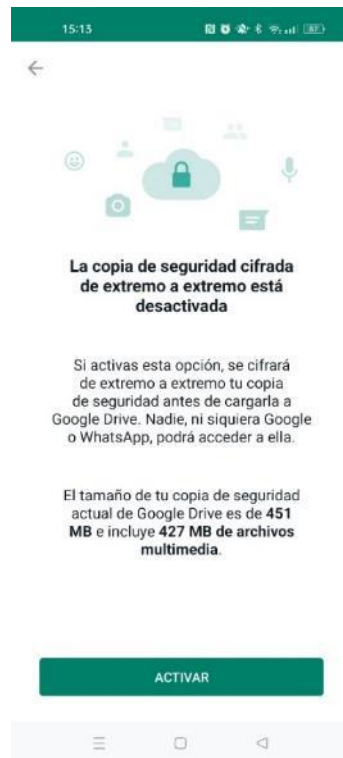 15:13
87
La copia de seguridad cifrada
de extremo a extremo está
desactivada
Si activas esta opción, se cifrará
de extremo a extremo tu copia
de seguridad antes de cargarla a
Google Drive. Nadie, ni siquiera Google
o WhatsApp, podrá acceder a ella.
El tamaño de tu copia de seguridad
actual de Google Drive es de 451
MB e incluye 427 MB de archivos
multimedia.
ACTIVAR